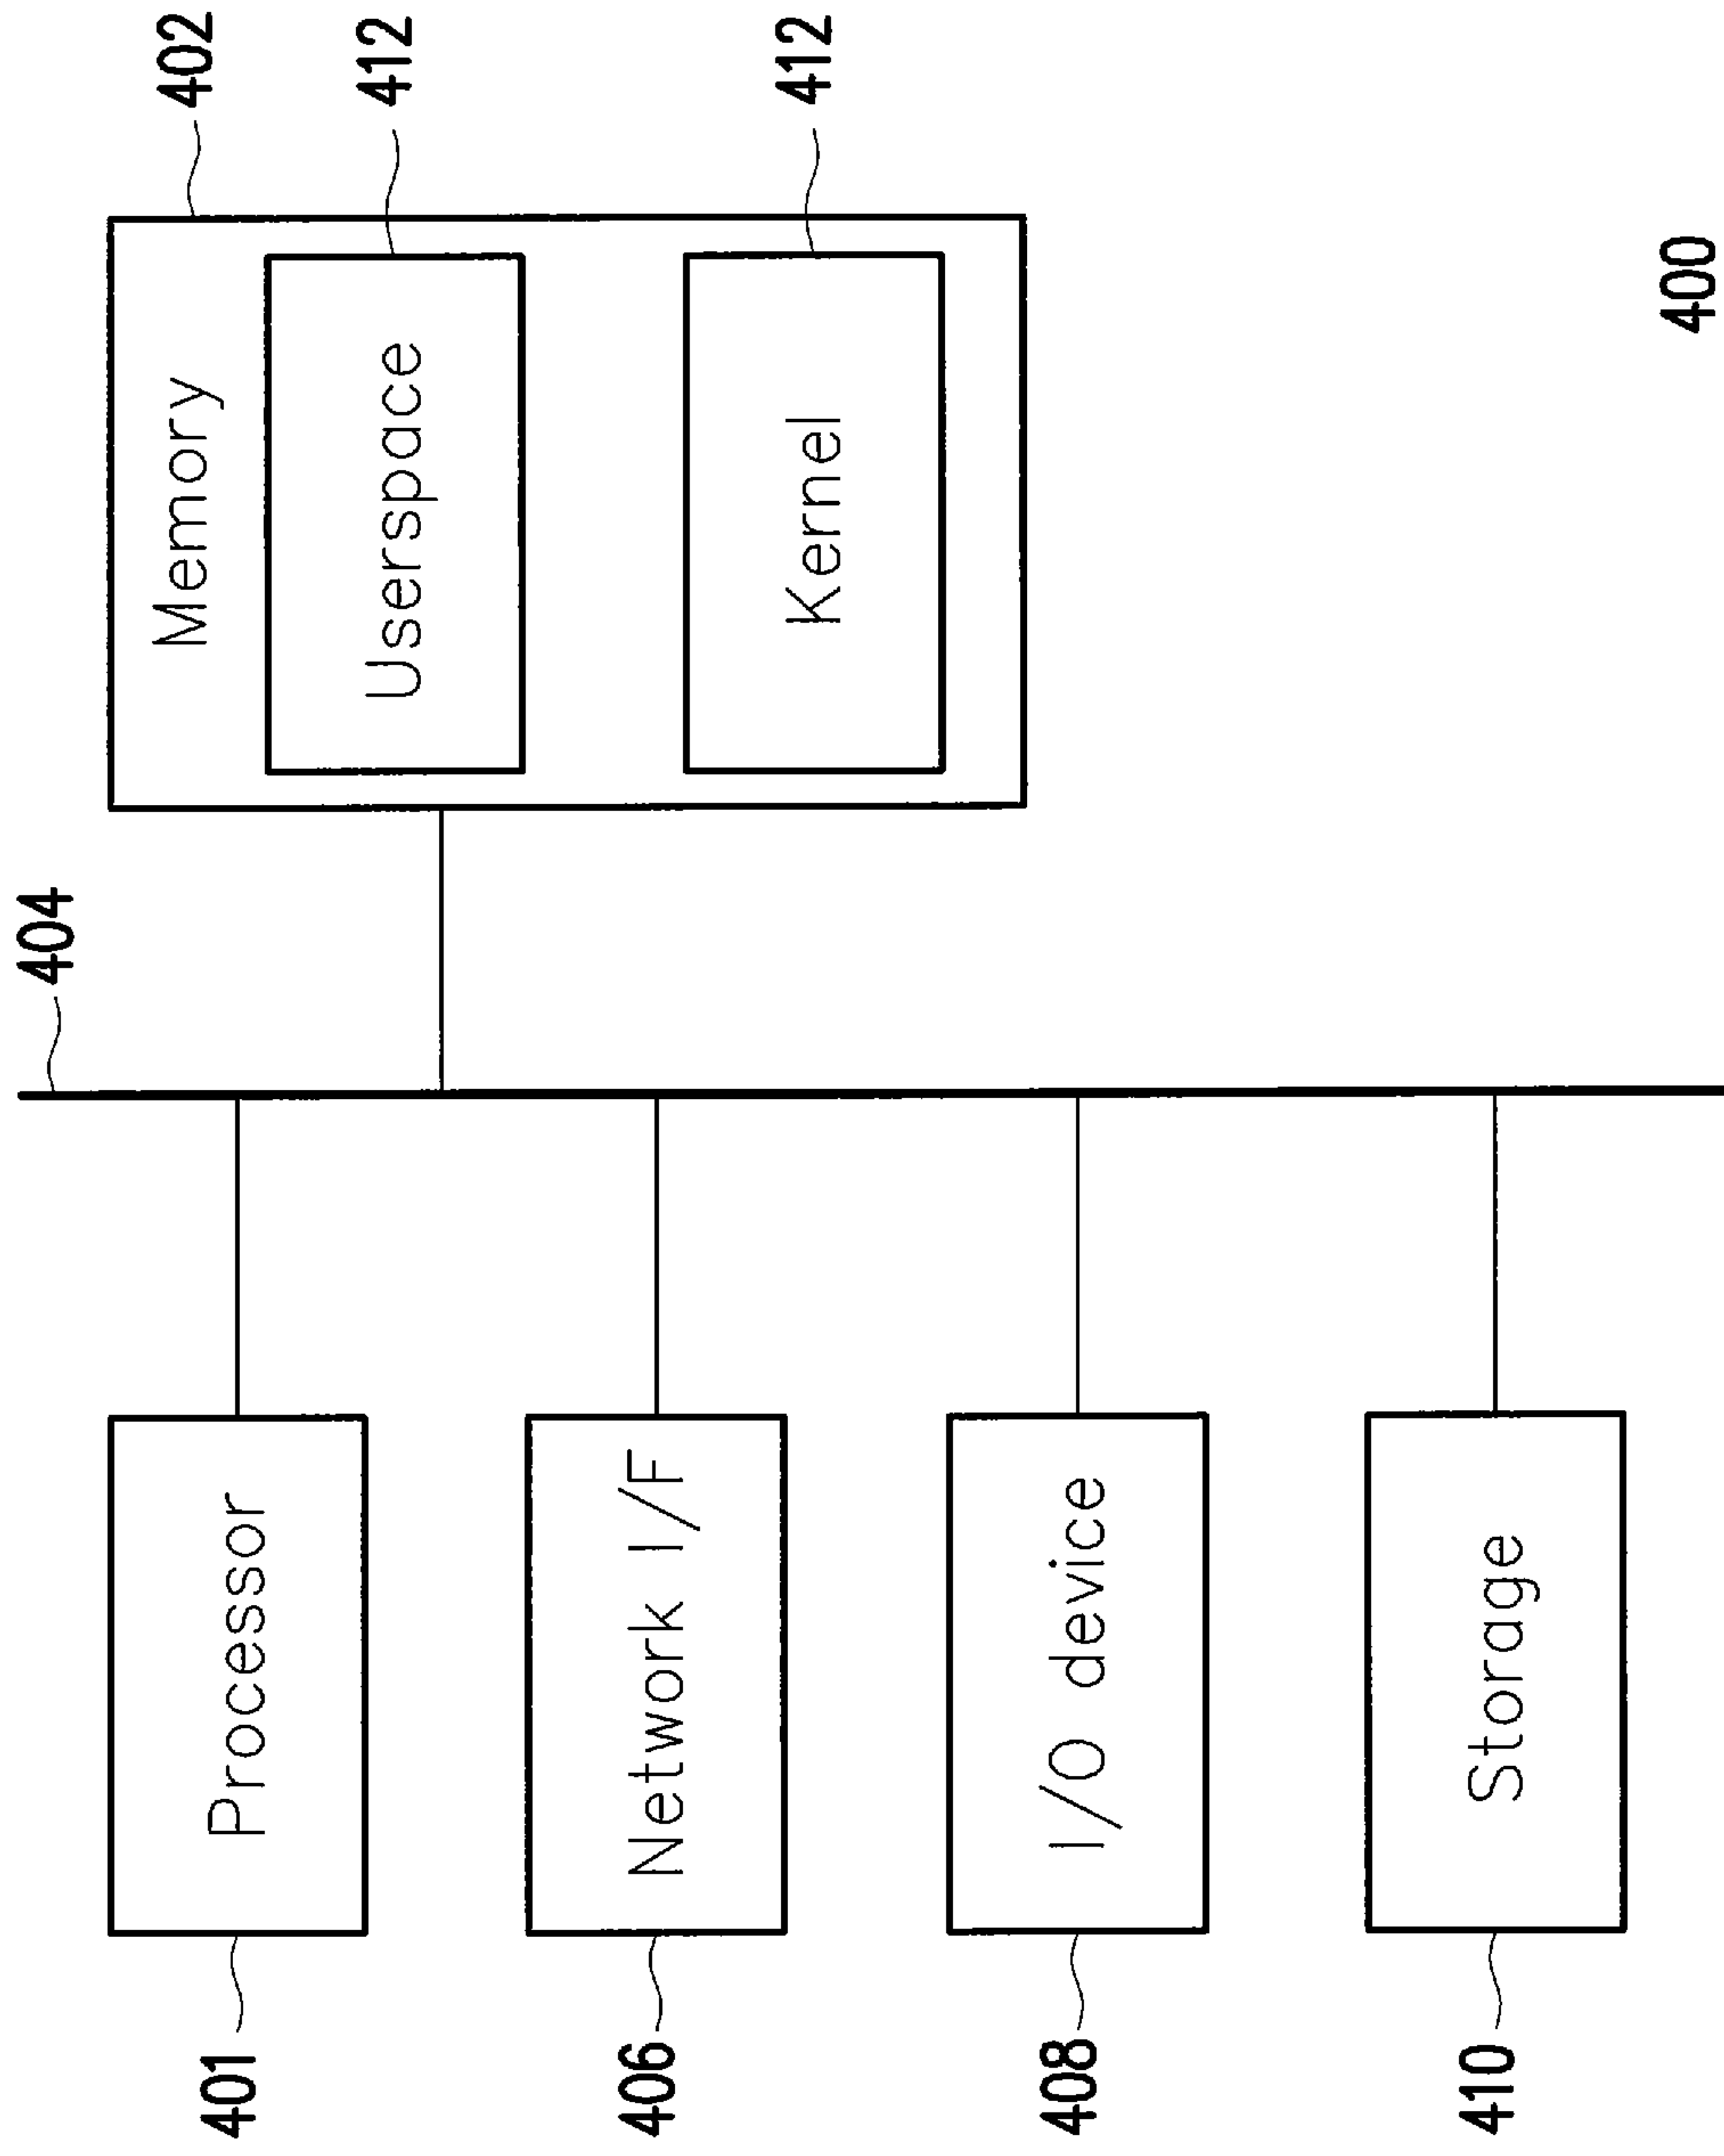 404
Memory 402
401 Processor
Userspace 412
406 Network I/F
Kernel 412
408 I/O device
410 Storage
400